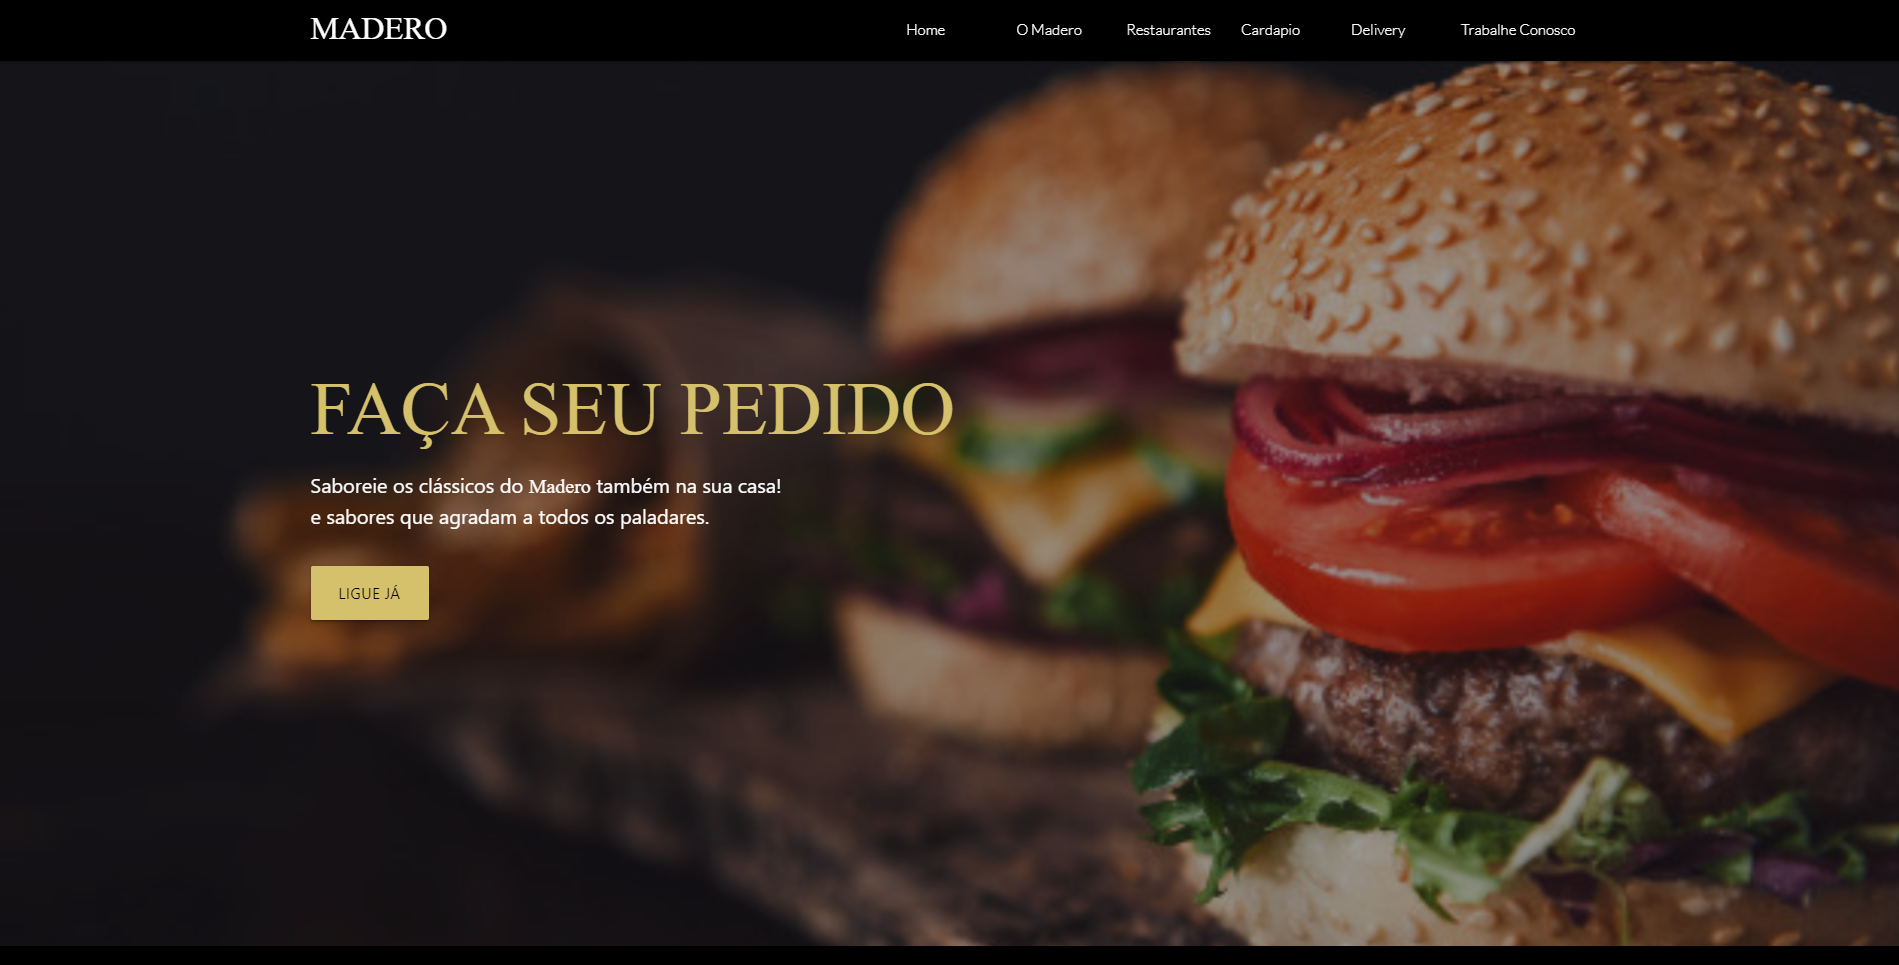 MADERO
Home O Madero Restaurantes Cardapio Delivery Trabalhe Conosco
FAÇA SEU PEDIDO
Saboreie os clássicos do Madero também na sua casa!
e sabores que agradam a todos os paladares.
LIGUE JÁ